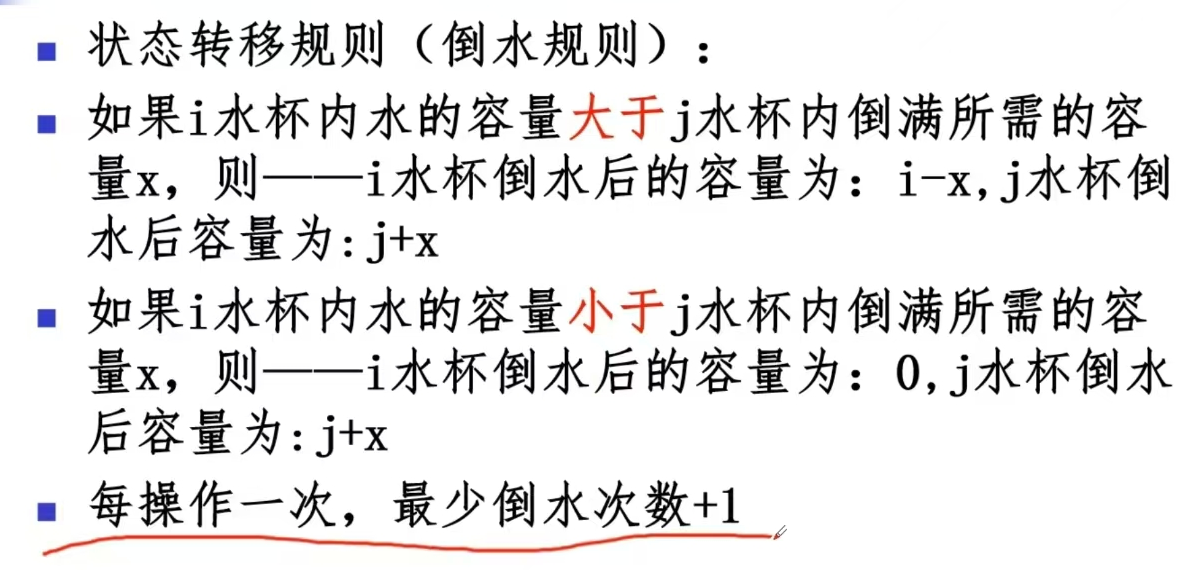 状态转移规则（倒水规则）：
如果i水杯内水的容量大于j水杯内倒满所需的容
量x，则——i水杯倒水后的容量为：i-x,j水杯倒
水后容量为:j+x
如果i水杯内水的容量小于j水杯内倒满所需的容
量x，则——i水杯倒水后的容量为：0,j水杯倒水
后容量为:j+x
每操作一次，最少倒水次数+1